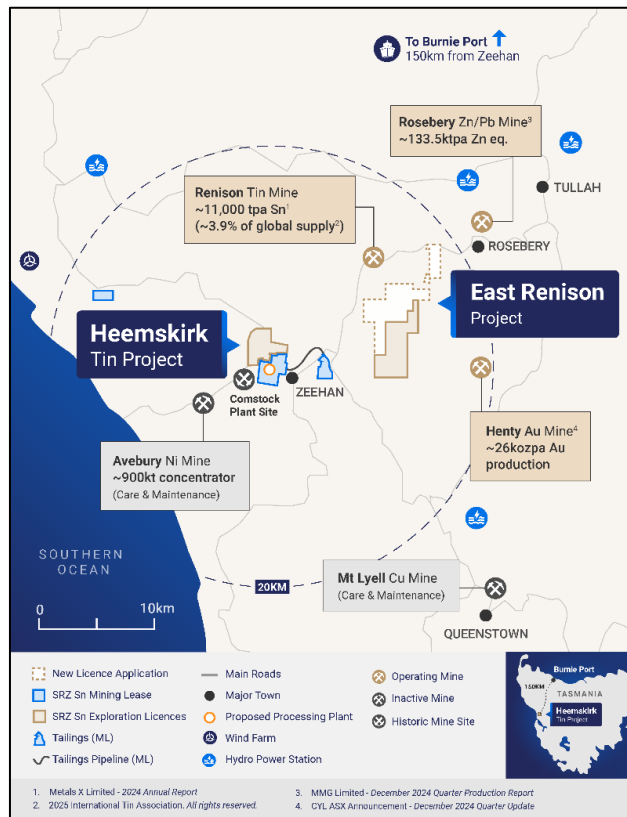 To Burnie Port
150km from Zeehan
Rosebery Zn/Pb Mine³
~133.5ktpa Zn eq.
TULLAH
Renison Tin Mine
~11,000 tpa Sn¹
(~3.9% of global supply²)
ROSEBERY
East Renison
Project
Heemskirk
Tin Project
ZEEHAN
Comstock
Plant Site
Henty Au Mine⁴
~26kozpa Au
production
Avebury Ni Mine
~900kt concentrator
(Care & Maintenance)
SOUTHERN
OCEAN
0 10km
20KM
Mt Lyell Cu Mine
(Care & Maintenance)
QUEENSTOWN
New Licence Application
SRZ Sn Mining Lease
SRZ Sn Exploration Licences
Tailings (ML)
Tailings Pipeline (ML)
Main Roads
Major Town
Proposed Processing Plant
Wind Farm
Hydro Power Station
Operating Mine
Inactive Mine
Historic Mine Site
Burnie Port
150KM
TASMANIA
Heemskirk
Tin Project
1. Metals X Limited - 2024 Annual Report
2. 2025 International Tin Association. All rights reserved.
3. MMG Limited - December 2024 Quarter Production Report
4. CYL ASX Announcement - December 2024 Quarter Update